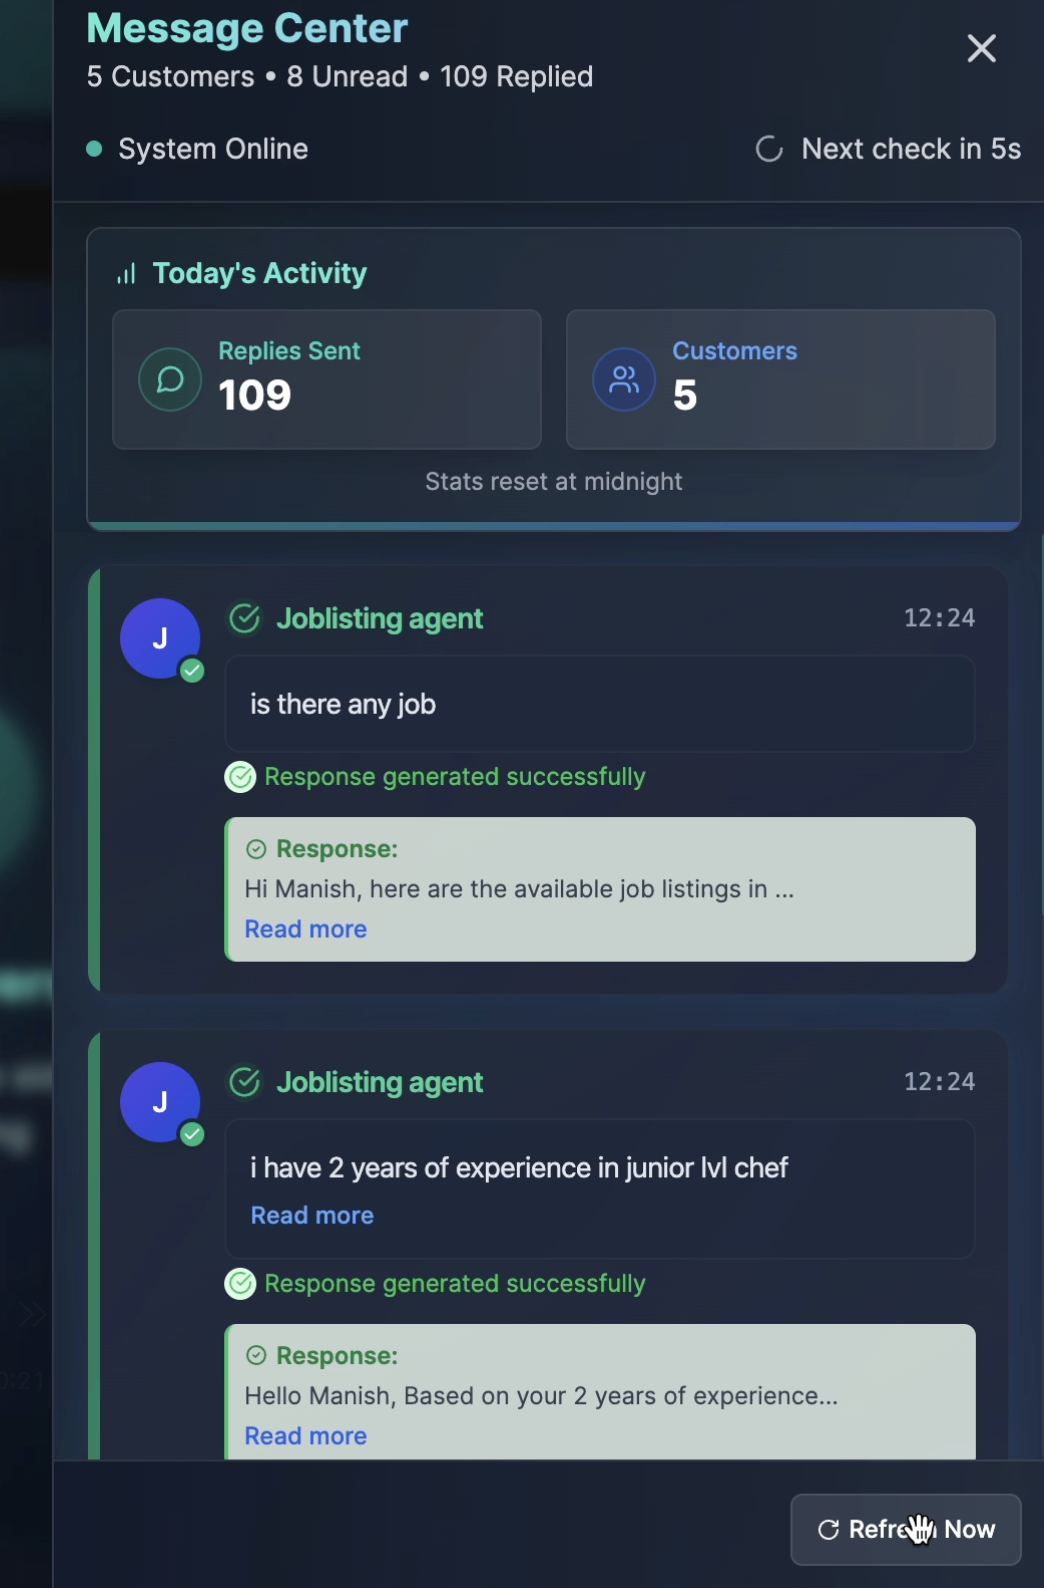 Message Center
5 Customers • 8 Unread • 109 Replied
System Online
Next check in 5s
Today's Activity
Replies Sent
109
Customers
5
Stats reset at midnight
J
Joblisting agent
12:24
is there any job
Response generated successfully
Response:
Hi Manish, here are the available job listings in ...
Read more
J
Joblisting agent
12:24
i have 2 years of experience in junior lvl chef
Read more
Response generated successfully
Response:
Hello Manish, Based on your 2 years of experience...
Read more
Refresh Now